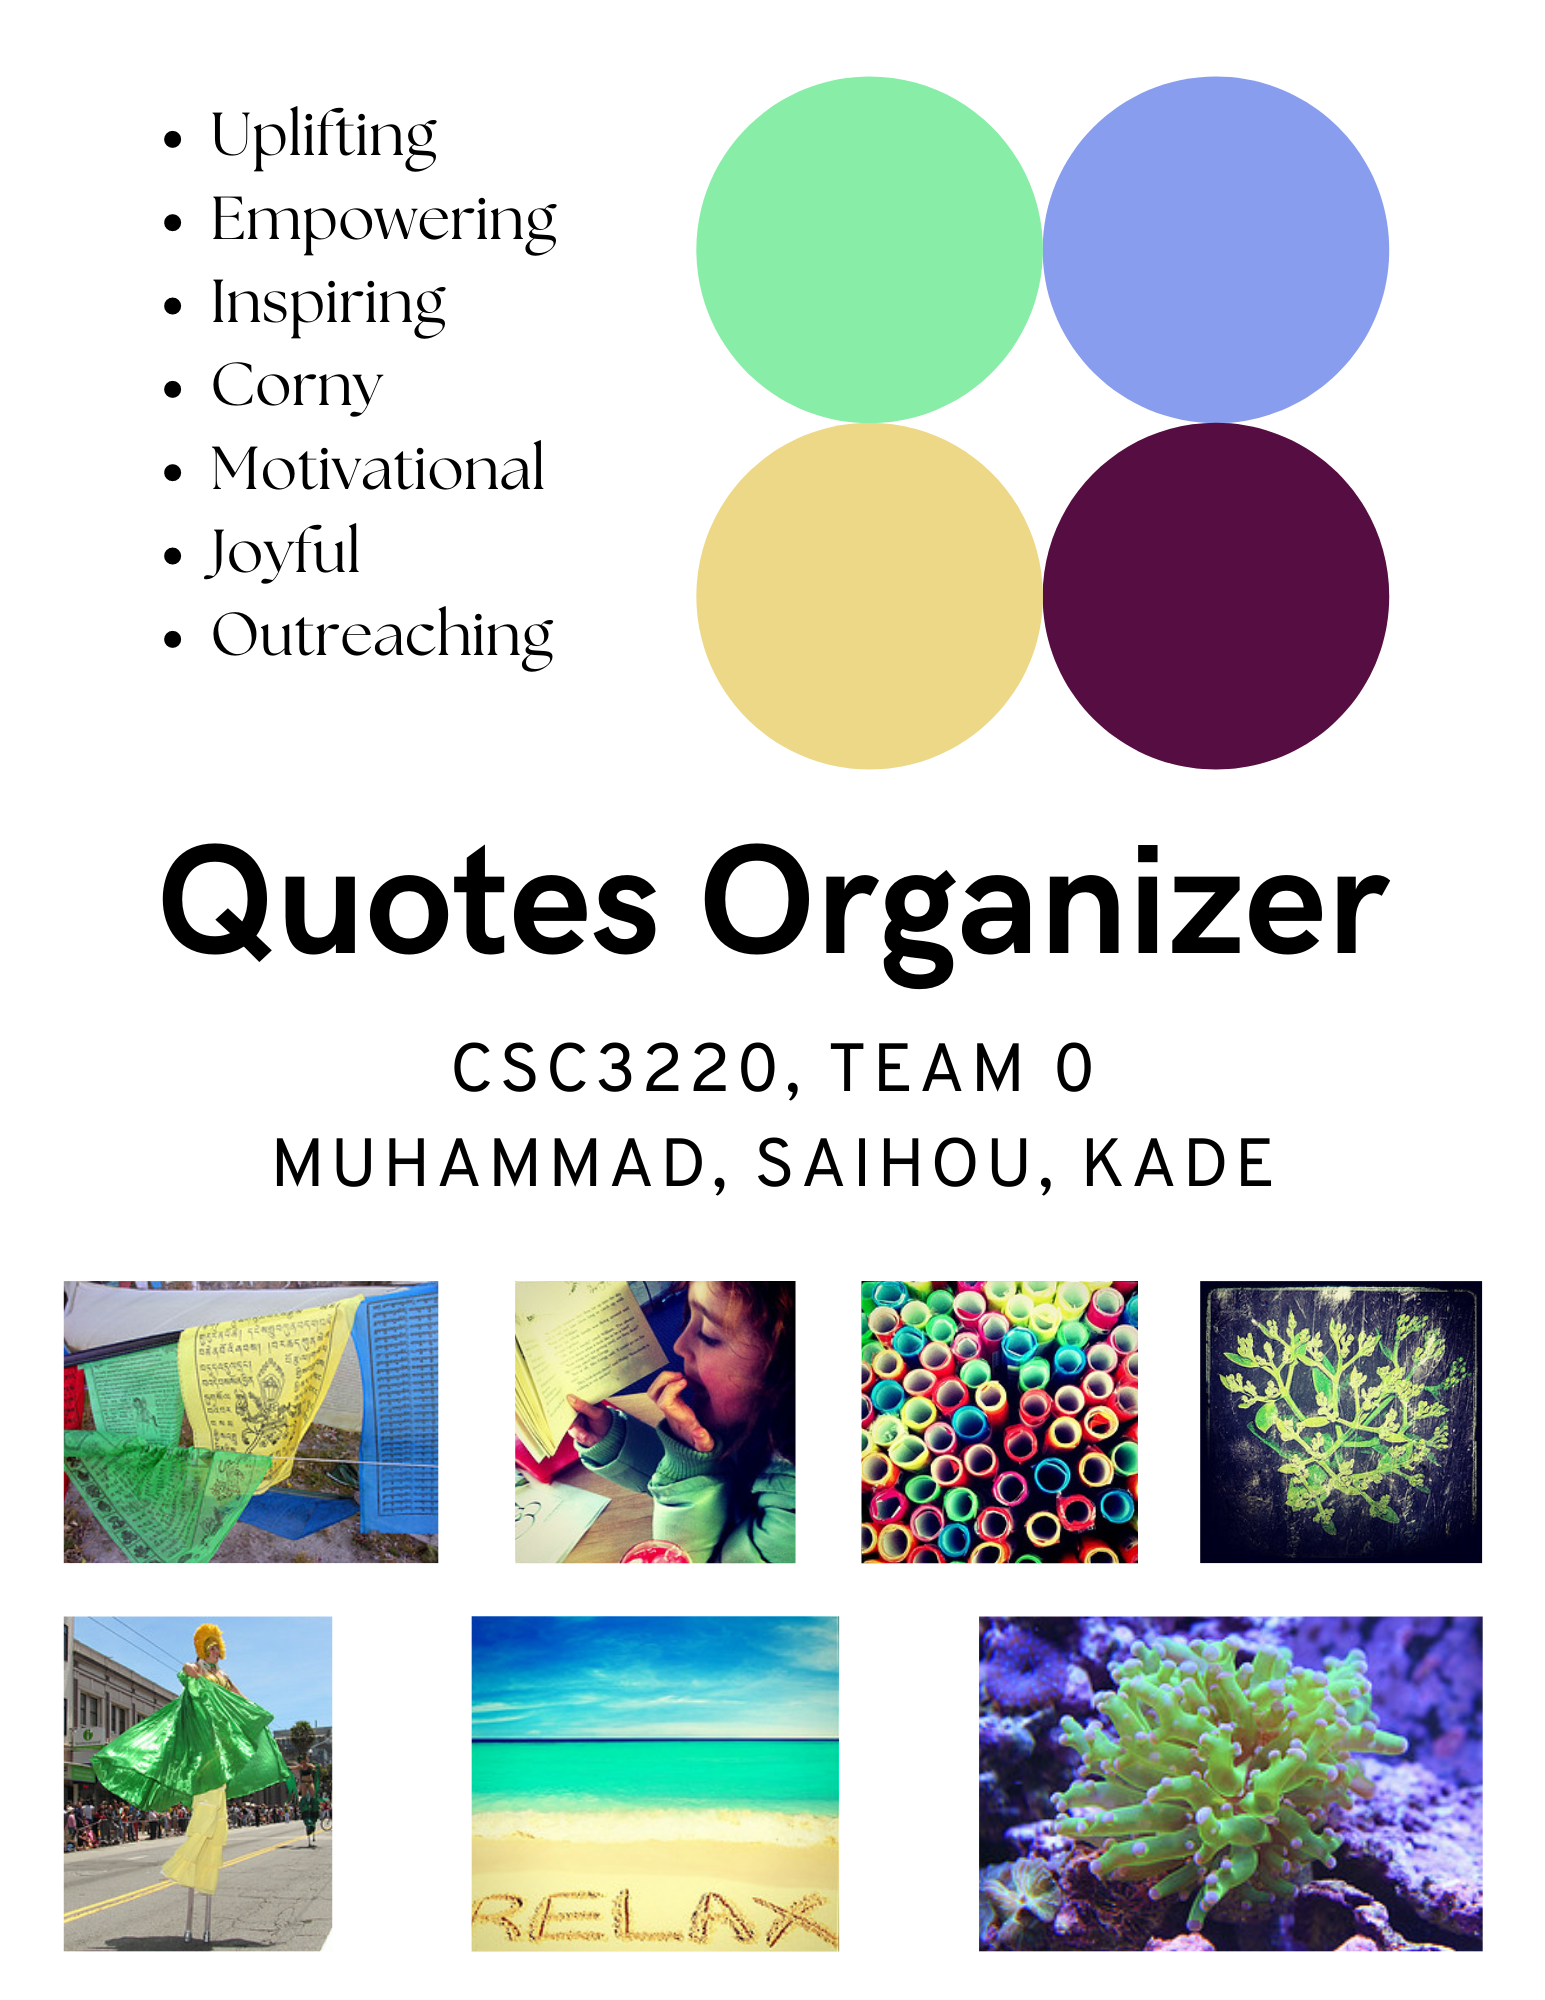 Uplifting
Empowering
Inspiring
Corny
Motivational
Joyful
Outreaching
Quotes Organizer
CSC3220, TEAM 0
MUHAMMAD, SAIHOU, KADE
RELAX